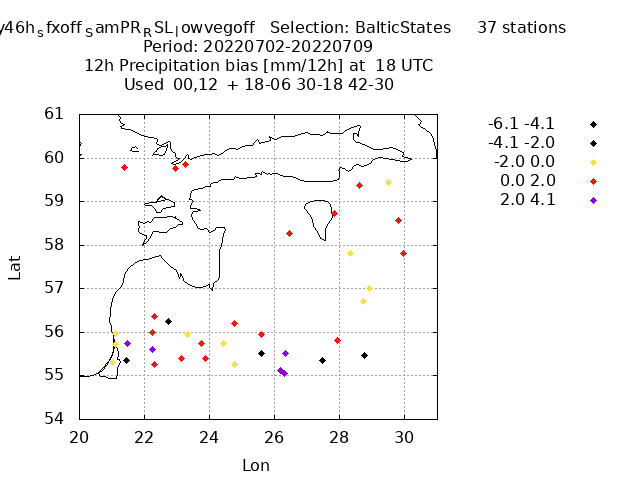 y46h_sfxoff_samPR_RSL_lowvegoff Selection: BalticStates 37 stations
Period: 20220702-20220709
12h Precipitation bias [mm/12h] at 18 UTC
Used 00,12 + 18-06 30-18 42-30
-6.1 -4.1
-4.1 -2.0
-2.0 0.0
0.0 2.0
2.0 4.1
61
60
59
58
57
56
55
54
20 22 24 26 28 30
Lat
Lon